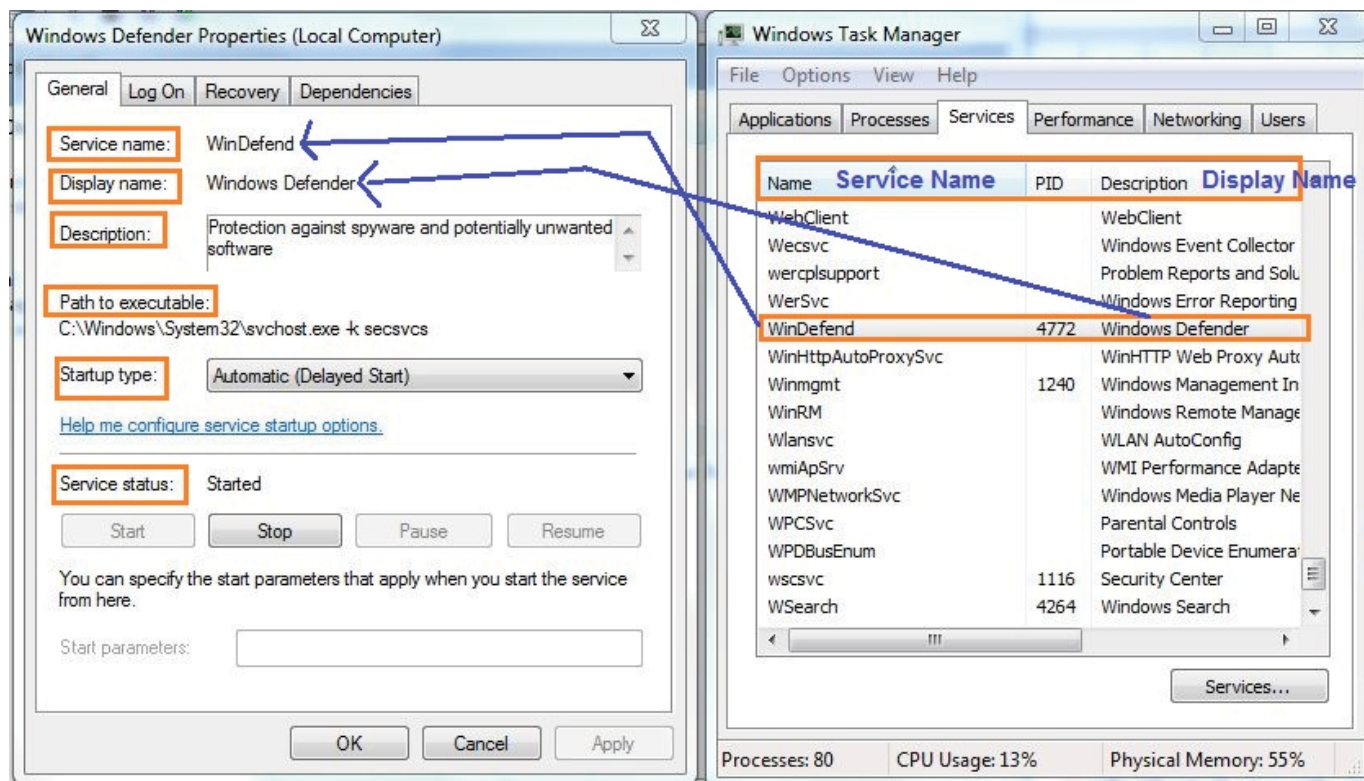 Windows Defender Properties (Local Computer)
General Log On Recovery Dependencies
Service name: WinDefend
Display name: Windows Defender
Description: Protection against spyware and potentially unwanted
software
Path to executable:
C:\Windows\System32\svchost.exe -k secsvcs
Startup type: Automatic (Delayed Start)
Help me configure service startup options.
Service status: Started
Start Stop Pause Resume
You can specify the start parameters that apply when you start the service
from here.
Start parameters:
OK Cancel Apply
Windows Task Manager
File Options View Help
Applications Processes Services Performance Networking Users
Name Service Name PID Description Display Name
WebClient WebClient
Wecsvc Windows Event Collector
wercplsupport Problem Reports and Solu
WerSvc Windows Error Reporting
WinDefend 4772 Windows Defender
WinHttpAutoProxySvc WinHTTP Web Proxy Auto
Winmgmt 1240 Windows Management In
WinRM Windows Remote Manage
Wlansvc WLAN AutoConfig
wmiApSrv WMI Performance Adapte
WMPNetworkSvc Windows Media Player Ne
WPCSvc Parental Controls
WPDBusEnum Portable Device Enumera
wscsvc 1116 Security Center
WSearch 4264 Windows Search
Services...
Processes: 80 CPU Usage: 13% Physical Memory: 55%